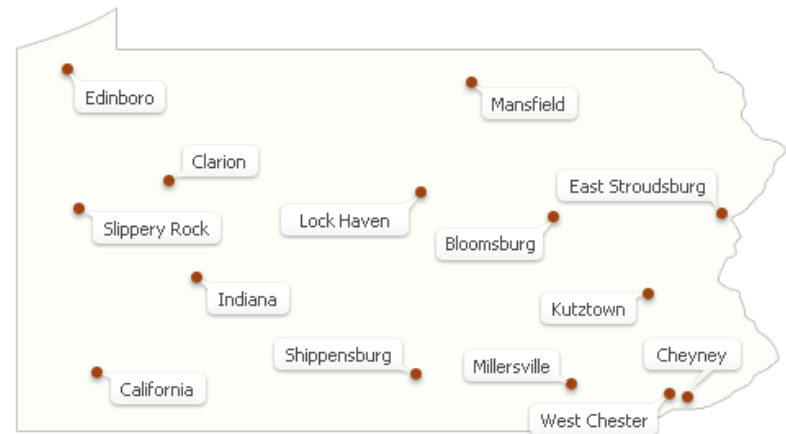 Edinboro
Mansfield
Clarion
East Stroudsburg
Slippery Rock
Lock Haven
Bloomsburg
Indiana
Kutztown
Shippensburg
Cheyney
Millersville
California
West Chester